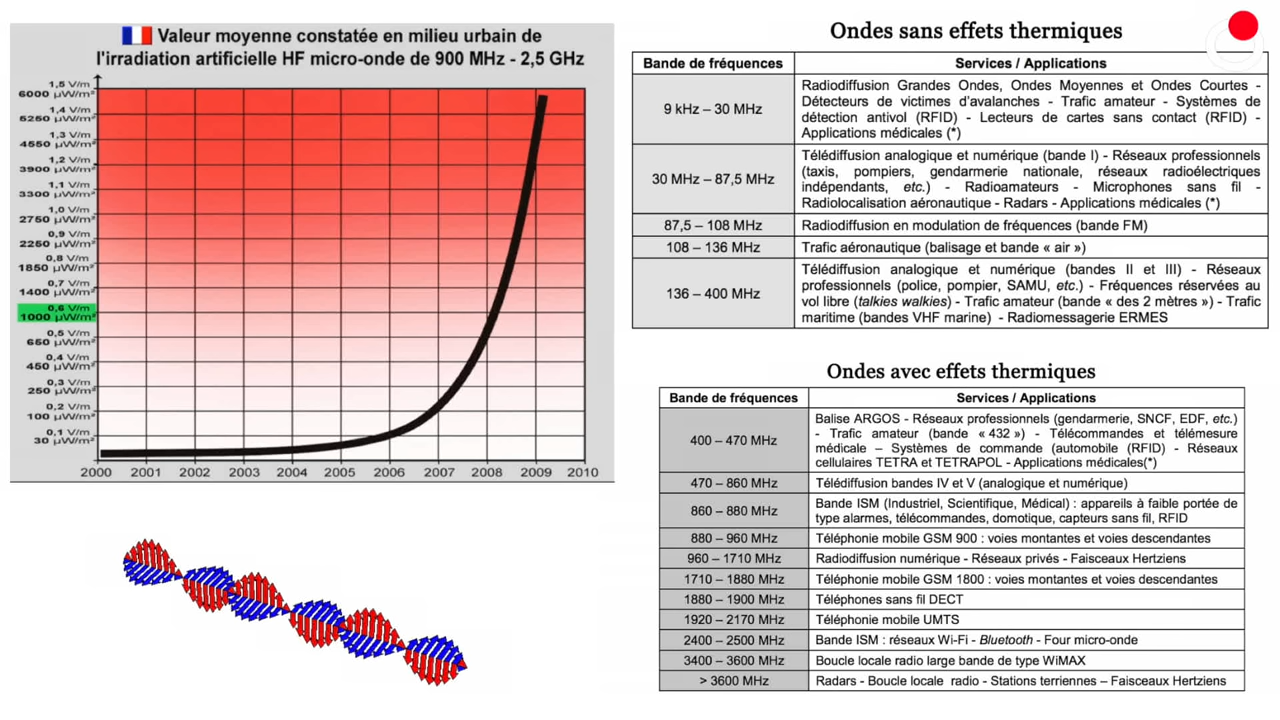 Valeur moyenne constatée en milieu urbain de
l'irradiation artificielle HF micro-onde de 900 MHz - 2,5 GHz
1,5 V/m
6000 µW/m²
1,4 V/m
5250 µW/m²
1,3 V/m
4550 µW/m²
1,2 V/m
3900 µW/m²
1,1 V/m
3300 µW/m²
1,0 V/m
2750 µW/m²
0,9 V/m
2250 µW/m²
0,8 V/m
1850 µW/m²
0,7 V/m
1400 µW/m²
0,6 V/m
1000 µW/m²
0,5 V/m
650 µW/m²
0,4 V/m
450 µW/m²
0,3 V/m
250 µW/m²
0,2 V/m
100 µW/m²
0,1 V/m
30 µW/m²
2000 2001 2002 2003 2004 2005 2006 2007 2008 2009 2010
Ondes sans effets thermiques
Bande de fréquences Services / Applications
9 kHz – 30 MHz
Radiodiffusion Grandes Ondes, Ondes Moyennes et Ondes Courtes -
Détecteurs de victimes d'avalanches - Trafic amateur - Systèmes de
détection antivol (RFID) - Lecteurs de cartes sans contact (RFID) -
Applications médicales (*)
30 MHz – 87,5 MHz
Télédiffusion analogique et numérique (bande I) - Réseaux professionnels
(taxis, pompiers, gendarmerie nationale, réseaux radioélectriques
indépendants, etc.) - Radioamateurs - Microphones sans fil -
Radiolocalisation aéronautique - Radars - Applications médicales (*)
87,5 – 108 MHz Radiodiffusion en modulation de fréquences (bande FM)
108 – 136 MHz Trafic aéronautique (balisage et bande « air »)
136 – 400 MHz
Télédiffusion analogique et numérique (bandes II et III) - Réseaux
professionnels (police, pompier, SAMU, etc.) - Fréquences réservées au
vol libre (talkies walkies) - Trafic amateur (bande « des 2 mètres ») - Trafic
maritime (bandes VHF marine) - Radiomessagerie ERMES
Ondes avec effets thermiques
Bande de fréquences Services / Applications
400 – 470 MHz
Balise ARGOS - Réseaux professionnels (gendarmerie, SNCF, EDF, etc.)
- Trafic amateur (bande « 432 ») - Télécommandes et télémesure
médicale – Systèmes de commande (automobile (RFID) - Réseaux
cellulaires TETRA et TETRAPOL - Applications médicales(*)
470 – 860 MHz Télédiffusion bandes IV et V (analogique et numérique)
860 – 880 MHz
Bande ISM (Industriel, Scientifique, Médical) : appareils à faible portée de
type alarmes, télécommandes, domotique, capteurs sans fil, RFID
880 – 960 MHz Téléphonie mobile GSM 900 : voies montantes et voies descendantes
960 – 1710 MHz Radiodiffusion numérique - Réseaux privés - Faisceaux Hertziens
1710 – 1880 MHz Téléphonie mobile GSM 1800 : voies montantes et voies descendantes
1880 – 1900 MHz Téléphones sans fil DECT
1920 – 2170 MHz Téléphonie mobile UMTS
2400 – 2500 MHz Bande ISM : réseaux Wi-Fi - Bluetooth - Four micro-onde
3400 – 3600 MHz Boucle locale radio large bande de type WiMAX
> 3600 MHz Radars - Boucle locale radio - Stations terriennes – Faisceaux Hertziens